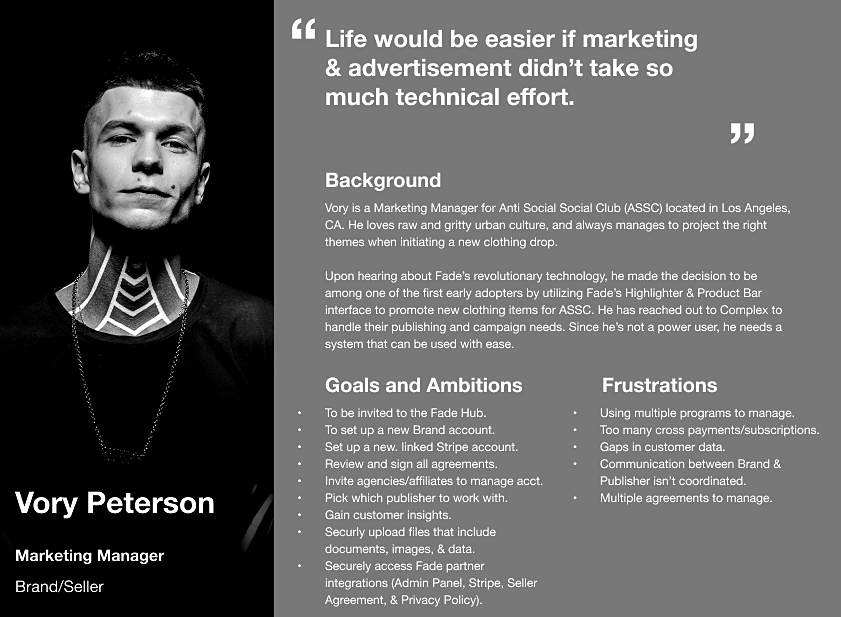 “ Life would be easier if marketing
& advertisement didn’t take so
much technical effort.
”
Background
Vory is a Marketing Manager for Anti Social Social Club (ASSC) located in Los Angeles,
CA. He loves raw and gritty urban culture, and always manages to project the right
themes when initiating a new clothing drop.
Upon hearing about Fade’s revolutionary technology, he made the decision to be
among one of the first early adopters by utilizing Fade’s Highlighter & Product Bar
interface to promote new clothing items for ASSC. He has reached out to Complex to
handle their publishing and campaign needs. Since he’s not a power user, he needs a
system that can be used with ease.
Goals and Ambitions
• To be invited to the Fade Hub.
• To set up a new Brand account.
• Set up a new. linked Stripe account.
• Review and sign all agreements.
• Invite agencies/affiliates to manage acct.
• Pick which publisher to work with.
• Gain customer insights.
• Securly upload files that include
documents, images, & data.
• Securely access Fade partner
integrations (Admin Panel, Stripe, Seller
Agreement, & Privacy Policy).
Frustrations
• Using multiple programs to manage.
• Too many cross payments/subscriptions.
• Gaps in customer data.
• Communication between Brand &
Publisher isn’t coordinated.
• Multiple agreements to manage.
Vory Peterson
Marketing Manager
Brand/Seller